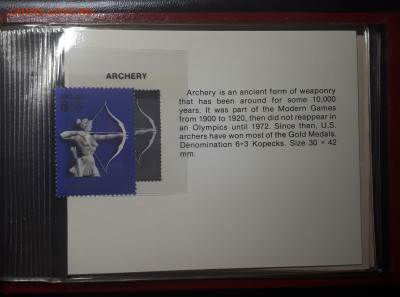 ARCHERY
Archery is an ancient form of weaponry
that has been around for some 10,000
years. It was part of the Modern Games
from 1900 to 1920, then did not reappear in
an Olympics until 1972. Since then, U.S.
archers have won most of the Gold Medals.
Denomination 6+3 Kopecks. Size 30 × 42
mm.